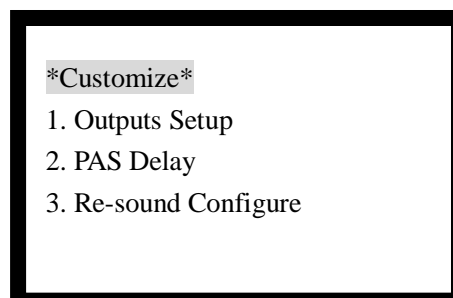 *Customize*
1. Outputs Setup
2. PAS Delay
3. Re-sound Configure